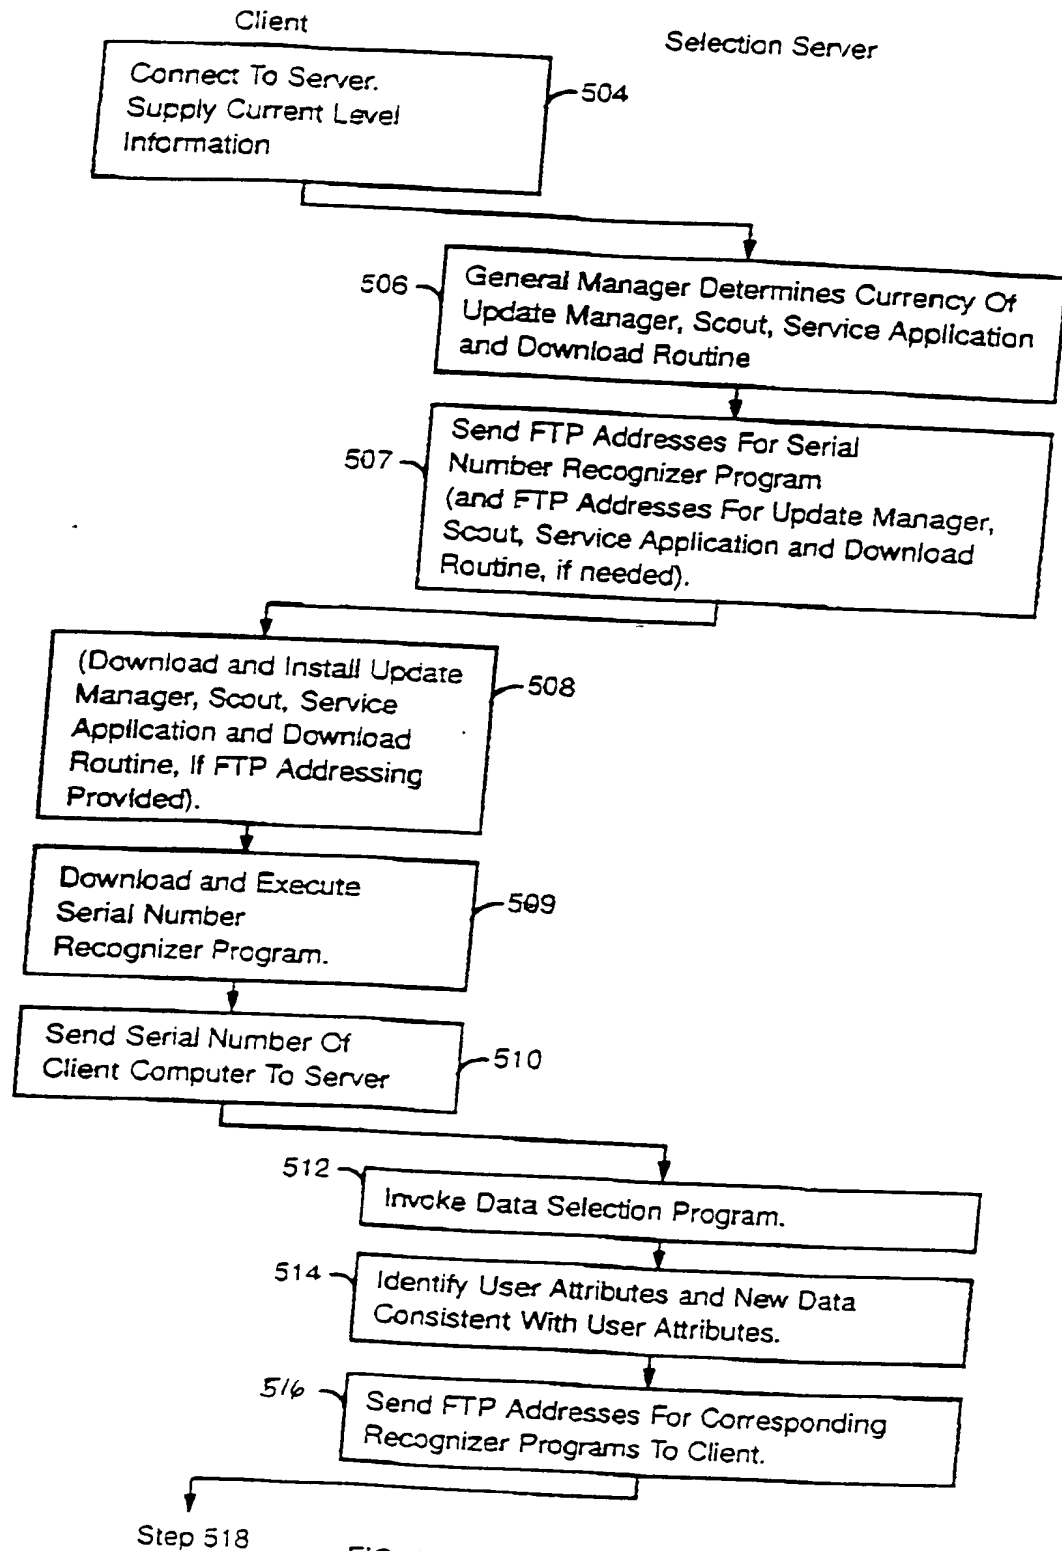 Client
Selection Server
Connect To Server.
Supply Current Level
Information
504
506
General Manager Determines Currency Of
Update Manager, Scout, Service Application
and Download Routine
507
Send FTP Addresses For Serial
Number Recognizer Program
(and FTP Addresses For Update Manager,
Scout, Service Application and Download
Routine, if needed).
(Download and Install Update
Manager, Scout, Service
Application and Download
Routine, If FTP Addressing
Provided).
508
Download and Execute
Serial Number
Recognizer Program.
509
Send Serial Number Of
Client Computer To Server
510
512
Invoke Data Selection Program.
514
Identify User Attributes and New Data
Consistent With User Attributes.
516
Send FTP Addresses For Corresponding
Recognizer Programs To Client.
Step 518